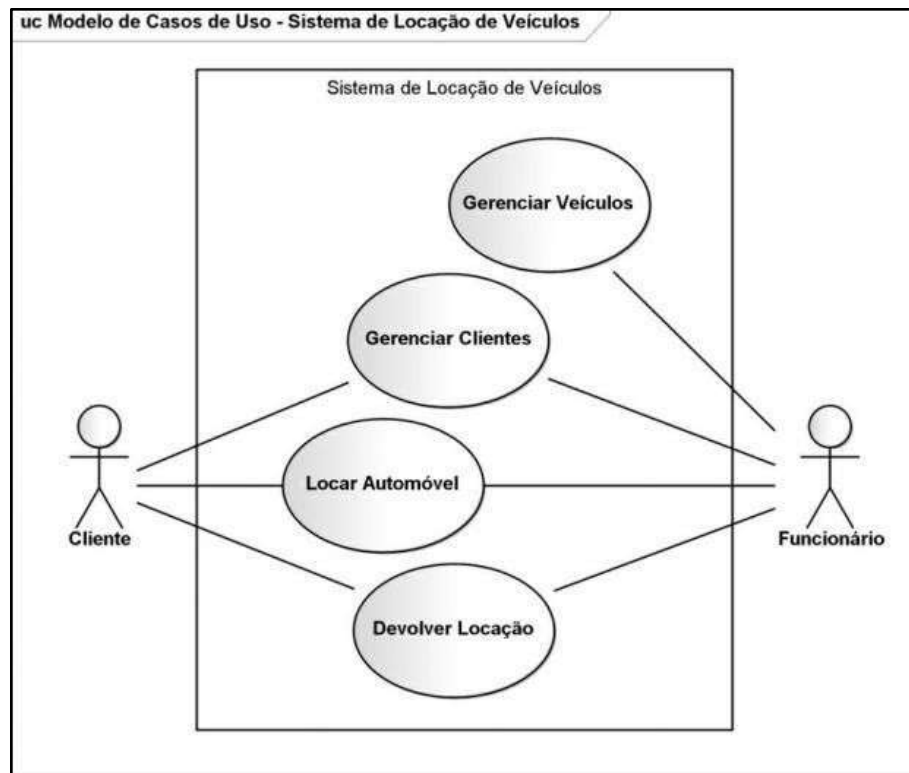 uc Modelo de Casos de Uso - Sistema de Locação de Veículos
Sistema de Locação de Veículos
Gerenciar Veículos
Gerenciar Clientes
Locar Automóvel
Cliente
Funcionário
Devolver Locação